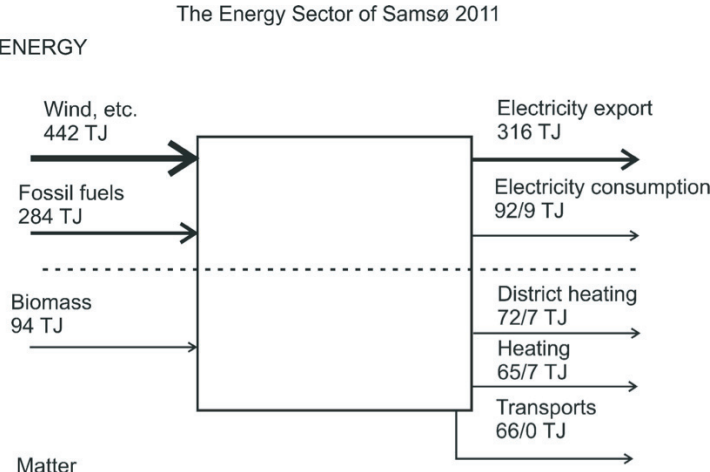 The Energy Sector of Samsø 2011
ENERGY
Wind, etc.
442 TJ
Fossil fuels
284 TJ
Biomass
94 TJ
Matter
Electricity export
316 TJ
Electricity consumption
92/9 TJ
District heating
72/7 TJ
Heating
65/7 TJ
Transports
66/0 TJ